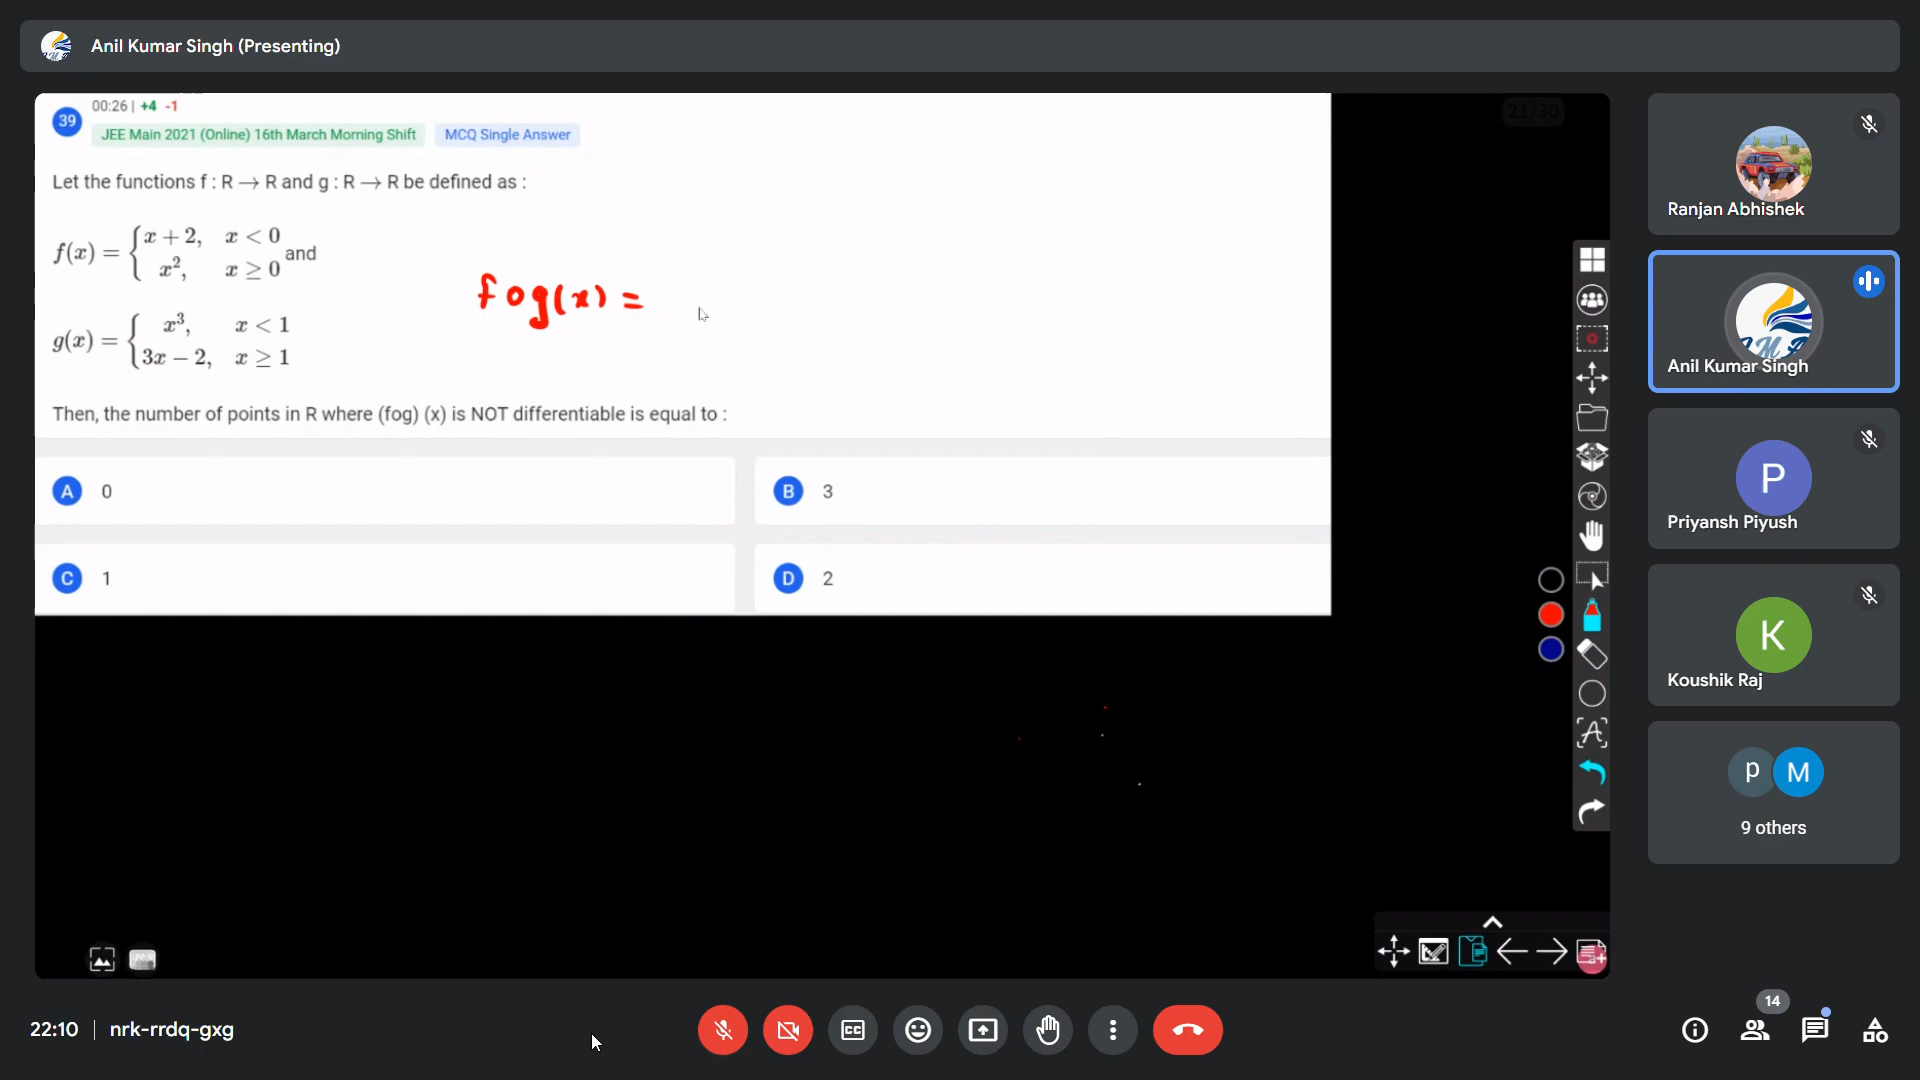 Anil Kumar Singh (Presenting)
39
00:26 | +4 -1
JEE Main 2021 (Online) 16th March Morning Shift
MCQ Single Answer
21/30
Let the functions f : R → R and g : R → R be defined as :
f(x) = { x + 2, x < 0
x², x ≥ 0 and
fog(x) =
g(x) = { x³, x < 1
3x − 2, x ≥ 1
Then, the number of points in R where (fog) (x) is NOT differentiable is equal to :
A 0
B 3
C 1
D 2
Ranjan Abhishek
Anil Kumar Singh
P
Priyansh Piyush
K
Koushik Raj
p M
9 others
22:10 | nrk-rrdq-gxg
CC
14